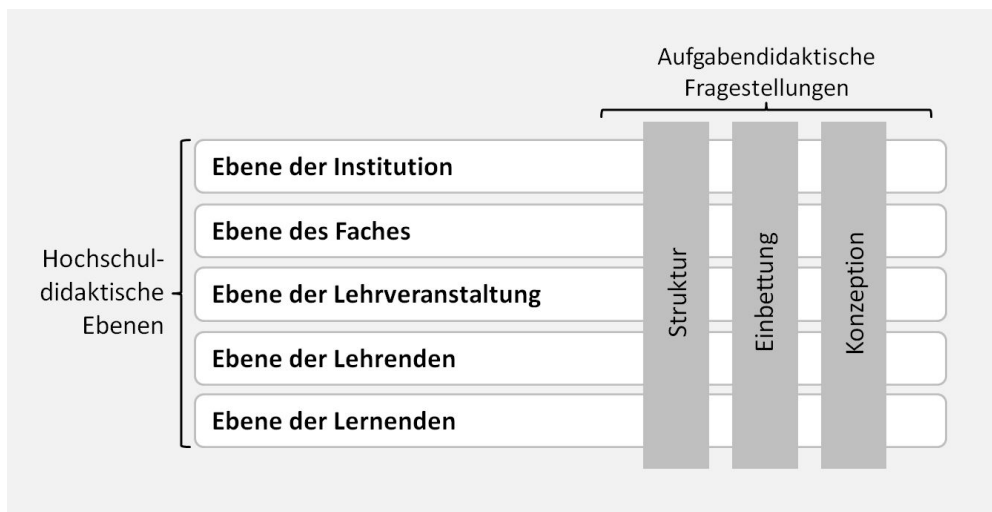 Aufgabendidaktische
Fragestellungen
Hochschul-
didaktische
Ebenen
Ebene der Institution
Ebene des Faches
Ebene der Lehrveranstaltung
Ebene der Lehrenden
Ebene der Lernenden
Struktur
Einbettung
Konzeption